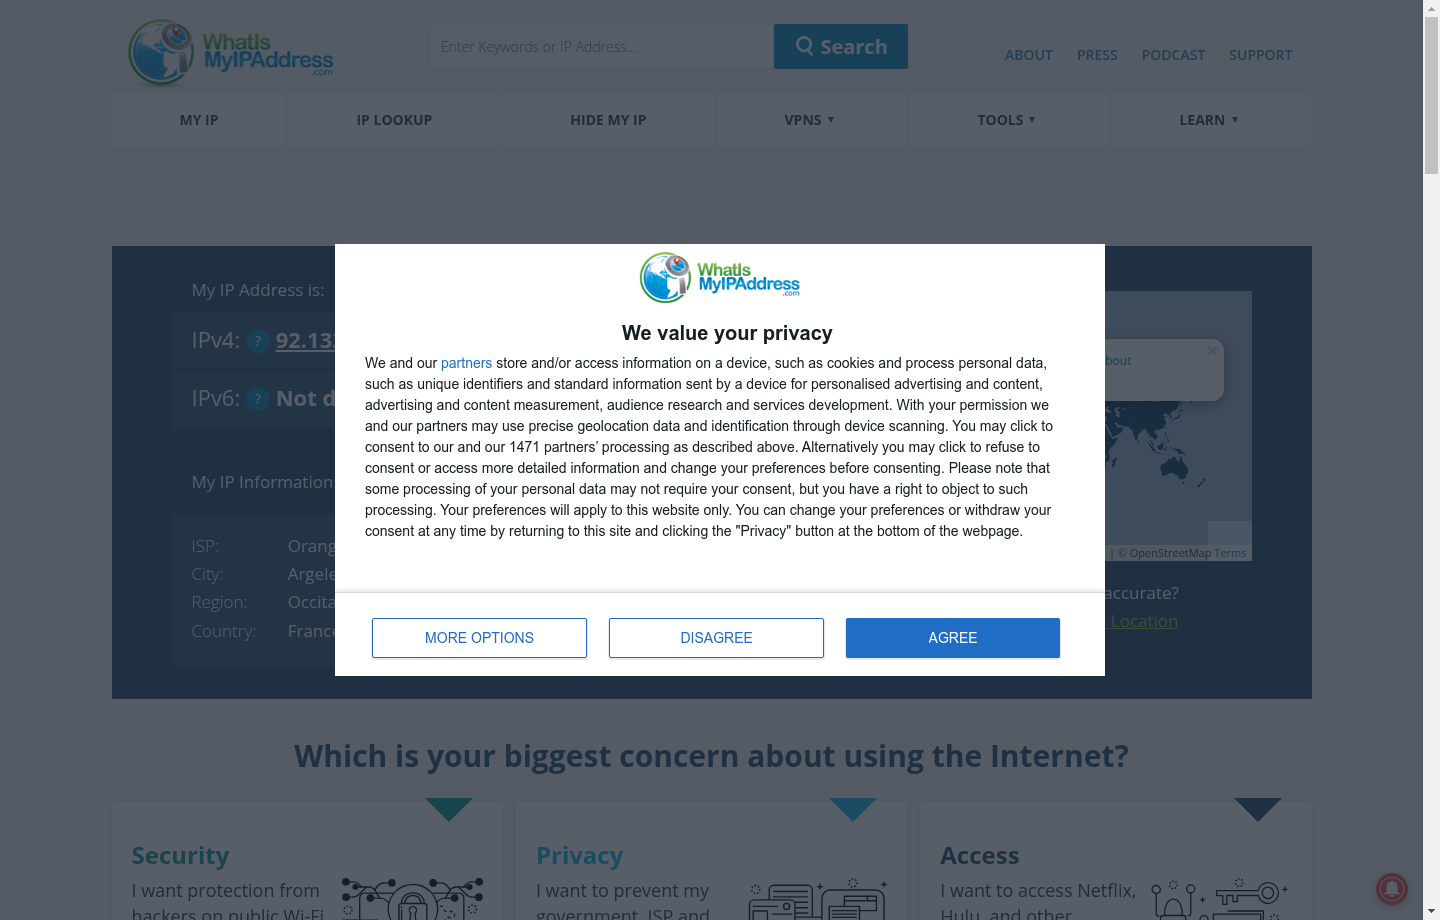 WhatIs
MyIPAddress
.com
Enter Keywords or IP Address...
Search
ABOUT PRESS PODCAST SUPPORT
MY IP IP LOOKUP HIDE MY IP VPNS TOOLS LEARN
WhatIs
MyIPAddress
.com
We value your privacy
We and our partners store and/or access information on a device, such as cookies and process personal data,
such as unique identifiers and standard information sent by a device for personalised advertising and content,
advertising and content measurement, audience research and services development. With your permission we
and our partners may use precise geolocation data and identification through device scanning. You may click to
consent to our and our 1471 partners’ processing as described above. Alternatively you may click to refuse to
consent or access more detailed information and change your preferences before consenting. Please note that
some processing of your personal data may not require your consent, but you have a right to object to such
processing. Your preferences will apply to this website only. You can change your preferences or withdraw your
consent at any time by returning to this site and clicking the "Privacy" button at the bottom of the webpage.
MORE OPTIONS DISAGREE AGREE
My IP Address is:
IPv4: ? 92.13
IPv6: ? Not d
My IP Information
ISP: Orang
City: Argele
Region: Occita
Country: France
bout
| © OpenStreetMap Terms
accurate?
Location
Which is your biggest concern about using the Internet?
Security
I want protection from
hackers on public Wi-Fi
Privacy
I want to prevent my
government, ISP and
Access
I want to access Netflix,
Hulu, and other